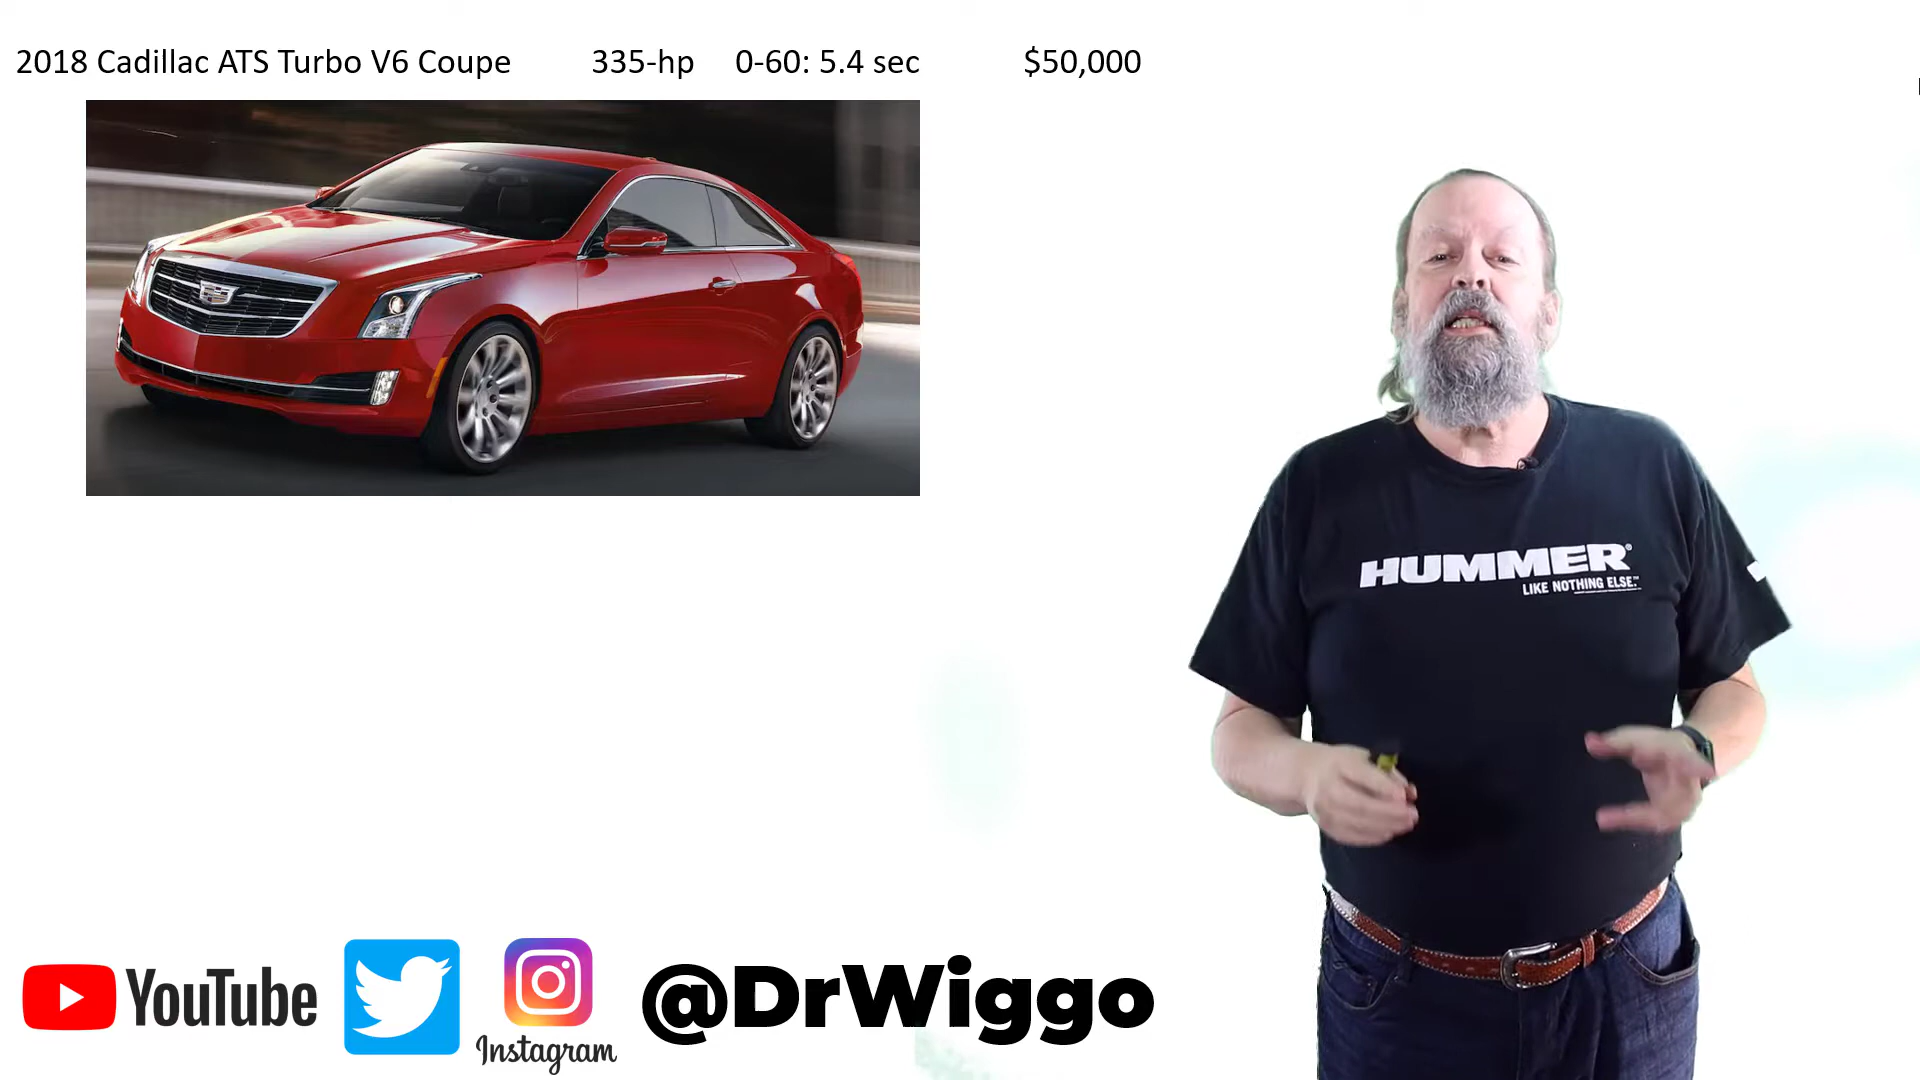 2018 Cadillac ATS Turbo V6 Coupe 335-hp 0-60: 5.4 sec $50,000
HUMMER®
LIKE NOTHING ELSE.™
YouTube
Instagram
@DrWiggo